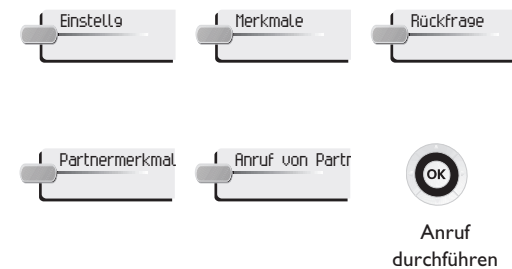 Einstellg
Merkmale
Rückfrage
Partnermerkmal
Anruf von Partr
OK
Anruf
durchführen